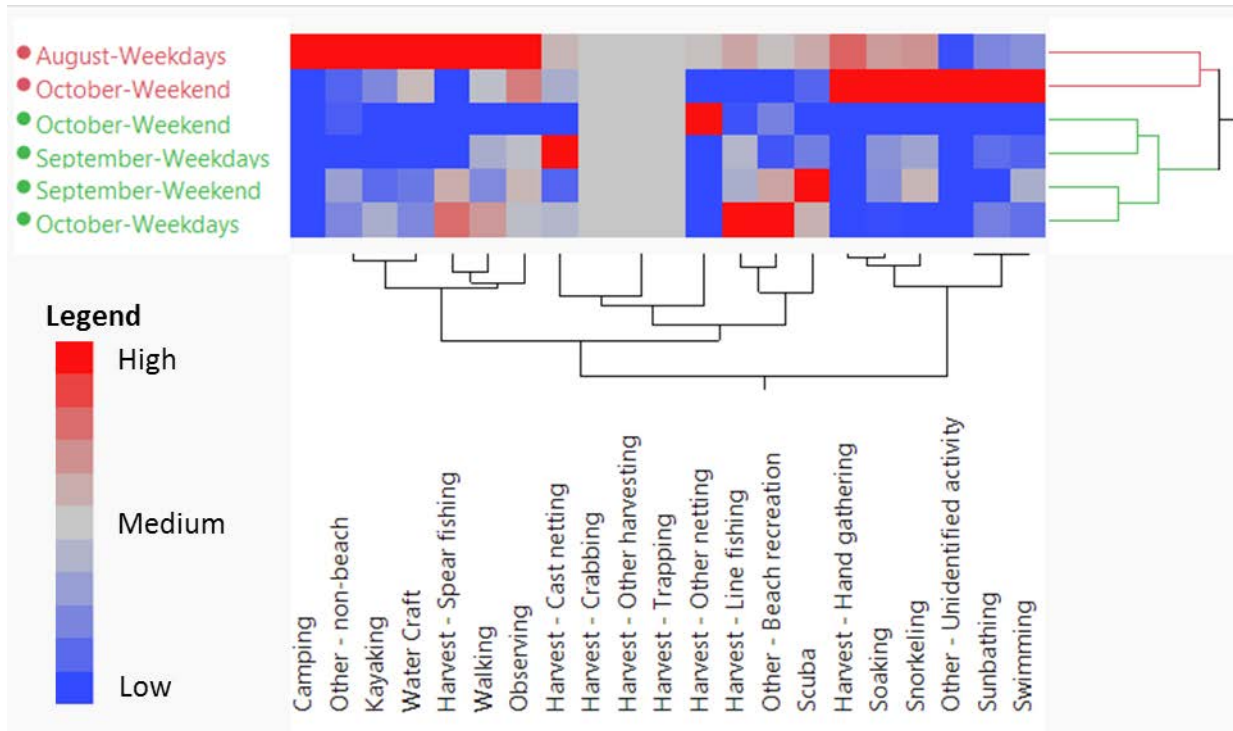 August-Weekdays
October-Weekend
October-Weekend
September-Weekdays
September-Weekend
October-Weekdays
Legend
High
Medium
Low
Camping
Other - non-beach
Kayaking
Water Craft
Harvest - Spear fishing
Walking
Observing
Harvest - Cast netting
Harvest - Crabbing
Harvest - Other harvesting
Harvest - Trapping
Harvest - Other netting
Harvest - Line fishing
Other - Beach recreation
Scuba
Harvest - Hand gathering
Soaking
Snorkeling
Other - Unidentified activity
Sunbathing
Swimming